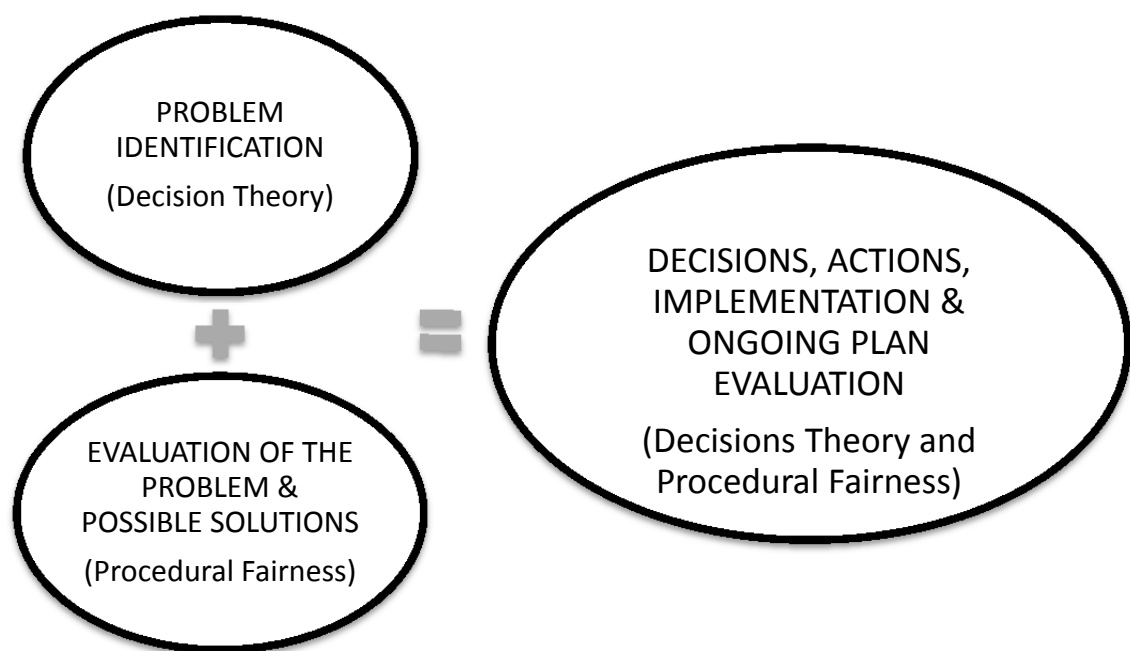 PROBLEM
IDENTIFICATION
(Decision Theory)
EVALUATION OF THE
PROBLEM &
POSSIBLE SOLUTIONS
(Procedural Fairness)
DECISIONS, ACTIONS,
IMPLEMENTATION &
ONGOING PLAN
EVALUATION
(Decisions Theory and
Procedural Fairness)